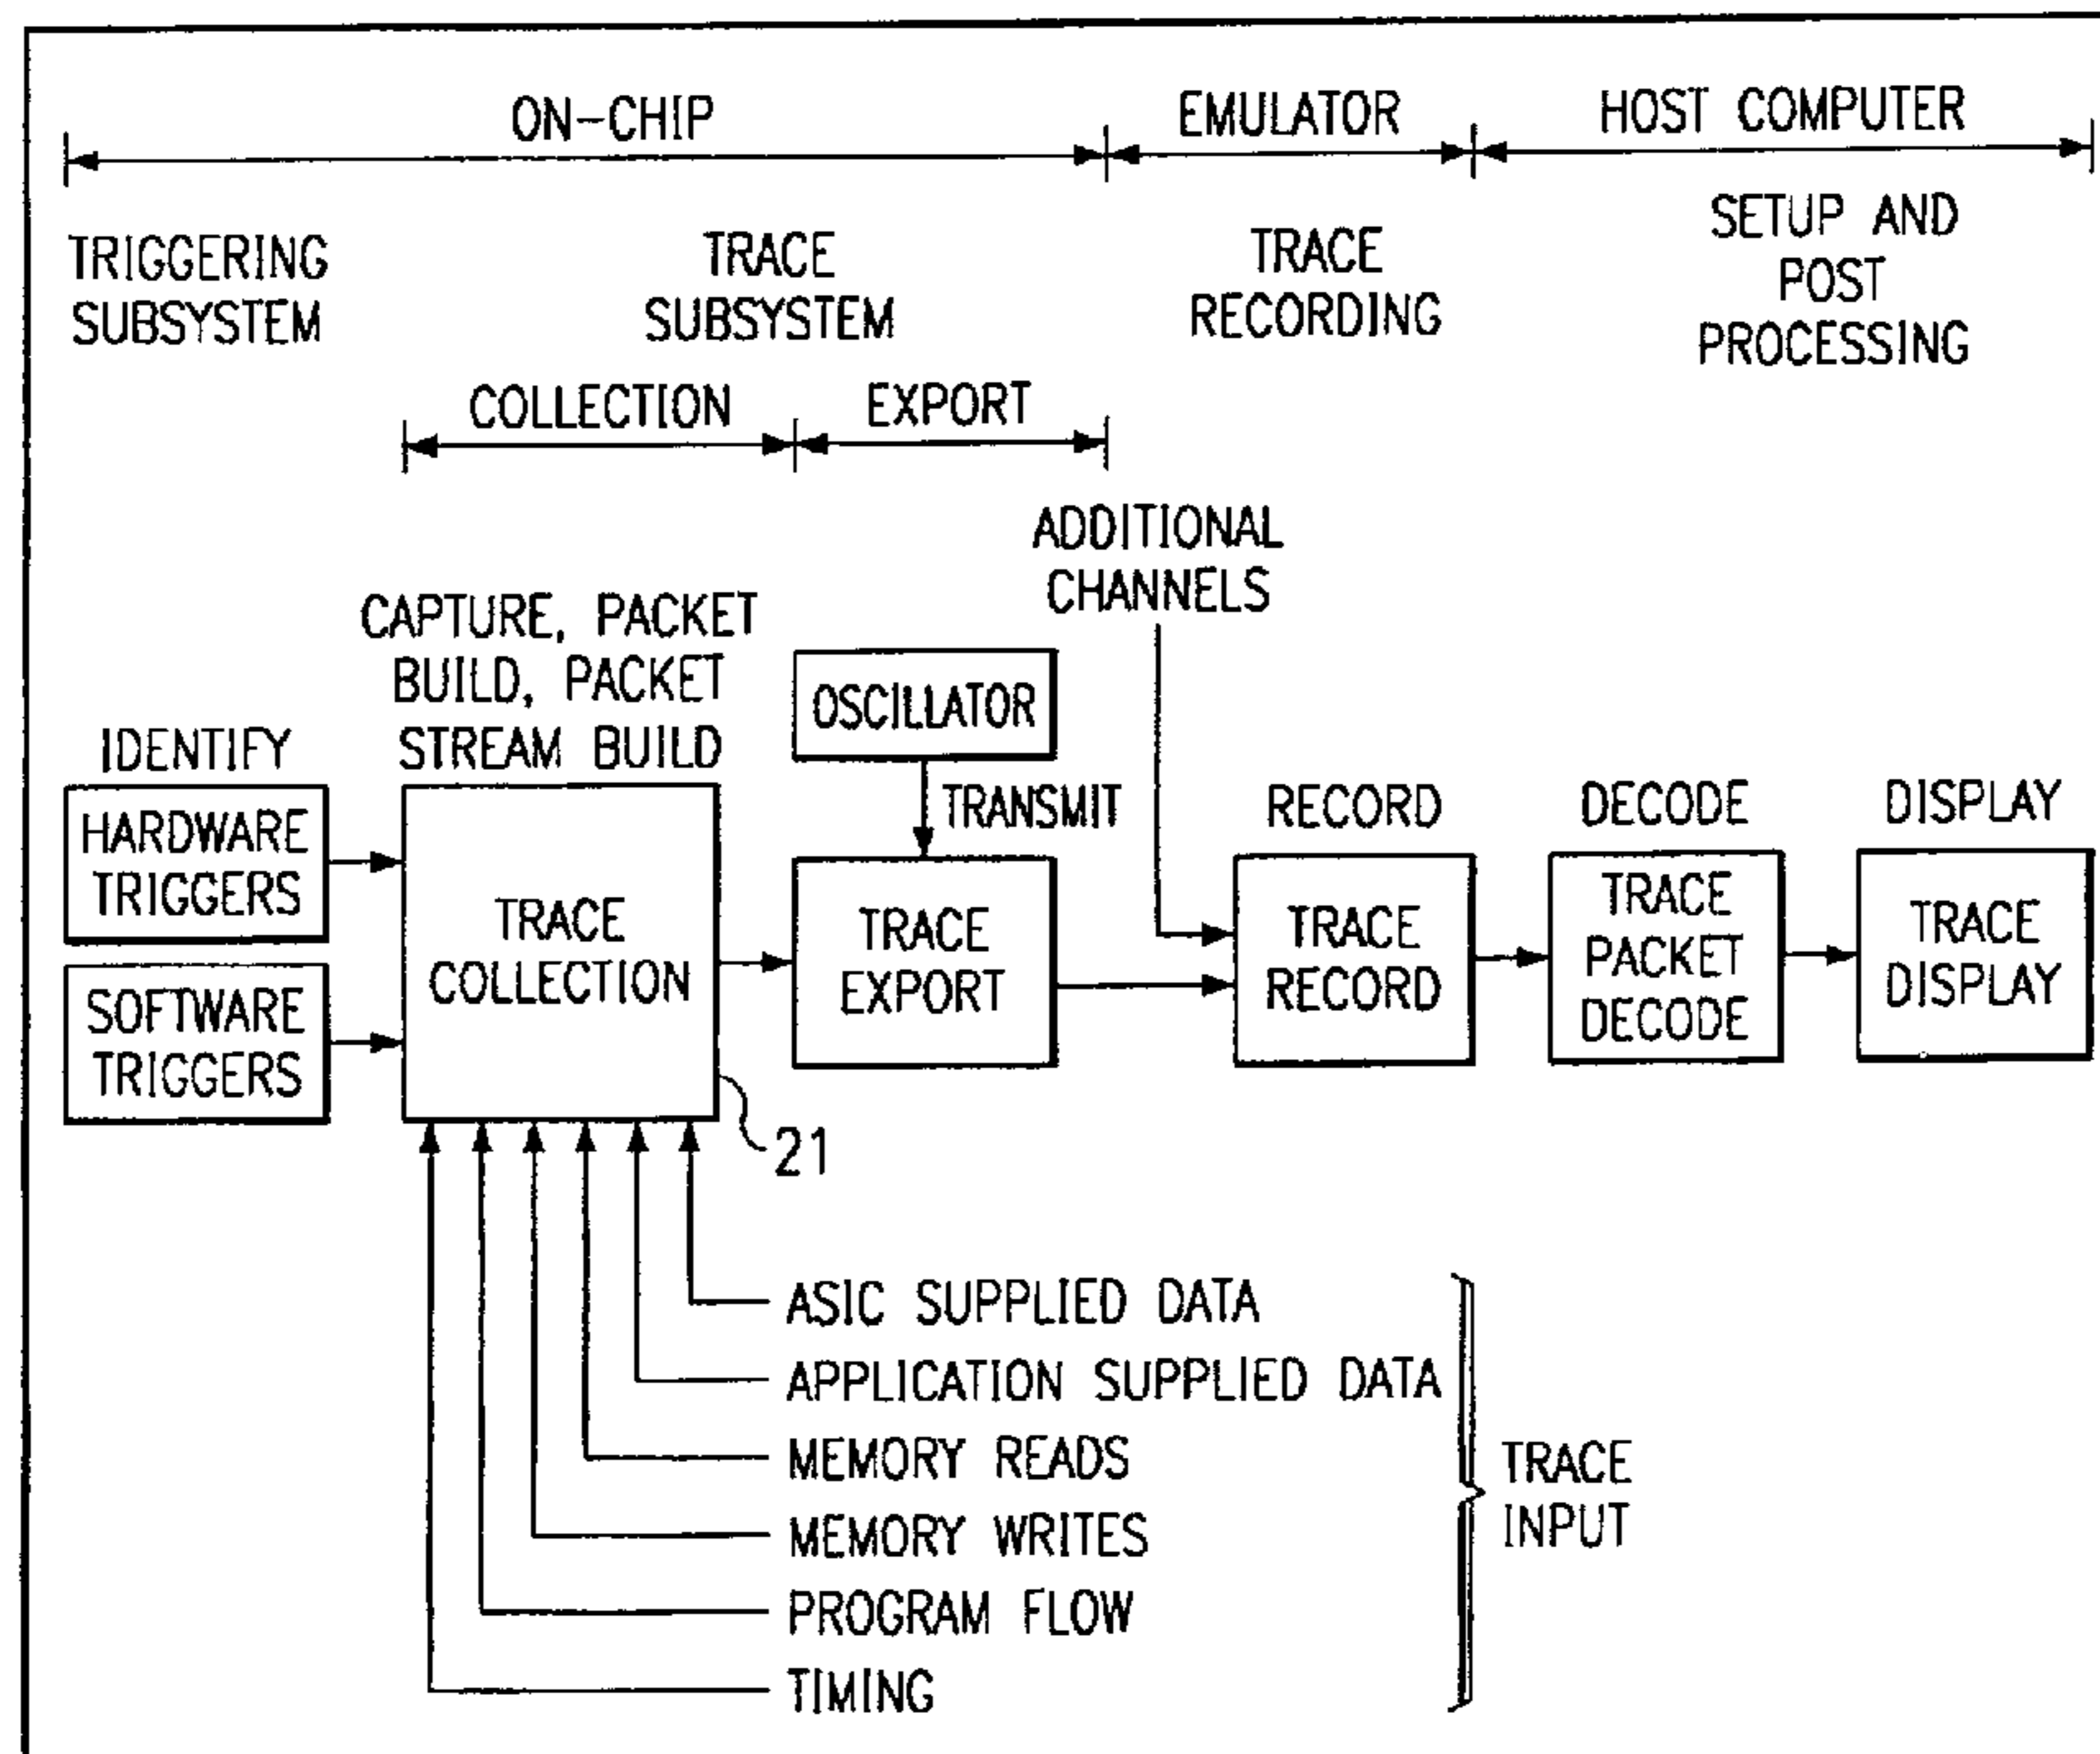 ON-CHIP
EMULATOR
HOST COMPUTER
TRIGGERING
SUBSYSTEM
TRACE
SUBSYSTEM
TRACE
RECORDING
SETUP AND
POST
PROCESSING
COLLECTION
EXPORT
ADDITIONAL
CHANNELS
CAPTURE, PACKET
BUILD, PACKET
STREAM BUILD
OSCILLATOR
TRANSMIT
IDENTIFY
HARDWARE
TRIGGERS
SOFTWARE
TRIGGERS
TRACE
COLLECTION
21
TRACE
EXPORT
RECORD
TRACE
RECORD
DECODE
TRACE
PACKET
DECODE
DISPLAY
TRACE
DISPLAY
ASIC SUPPLIED DATA
APPLICATION SUPPLIED DATA
MEMORY READS
MEMORY WRITES
PROGRAM FLOW
TIMING
TRACE
INPUT